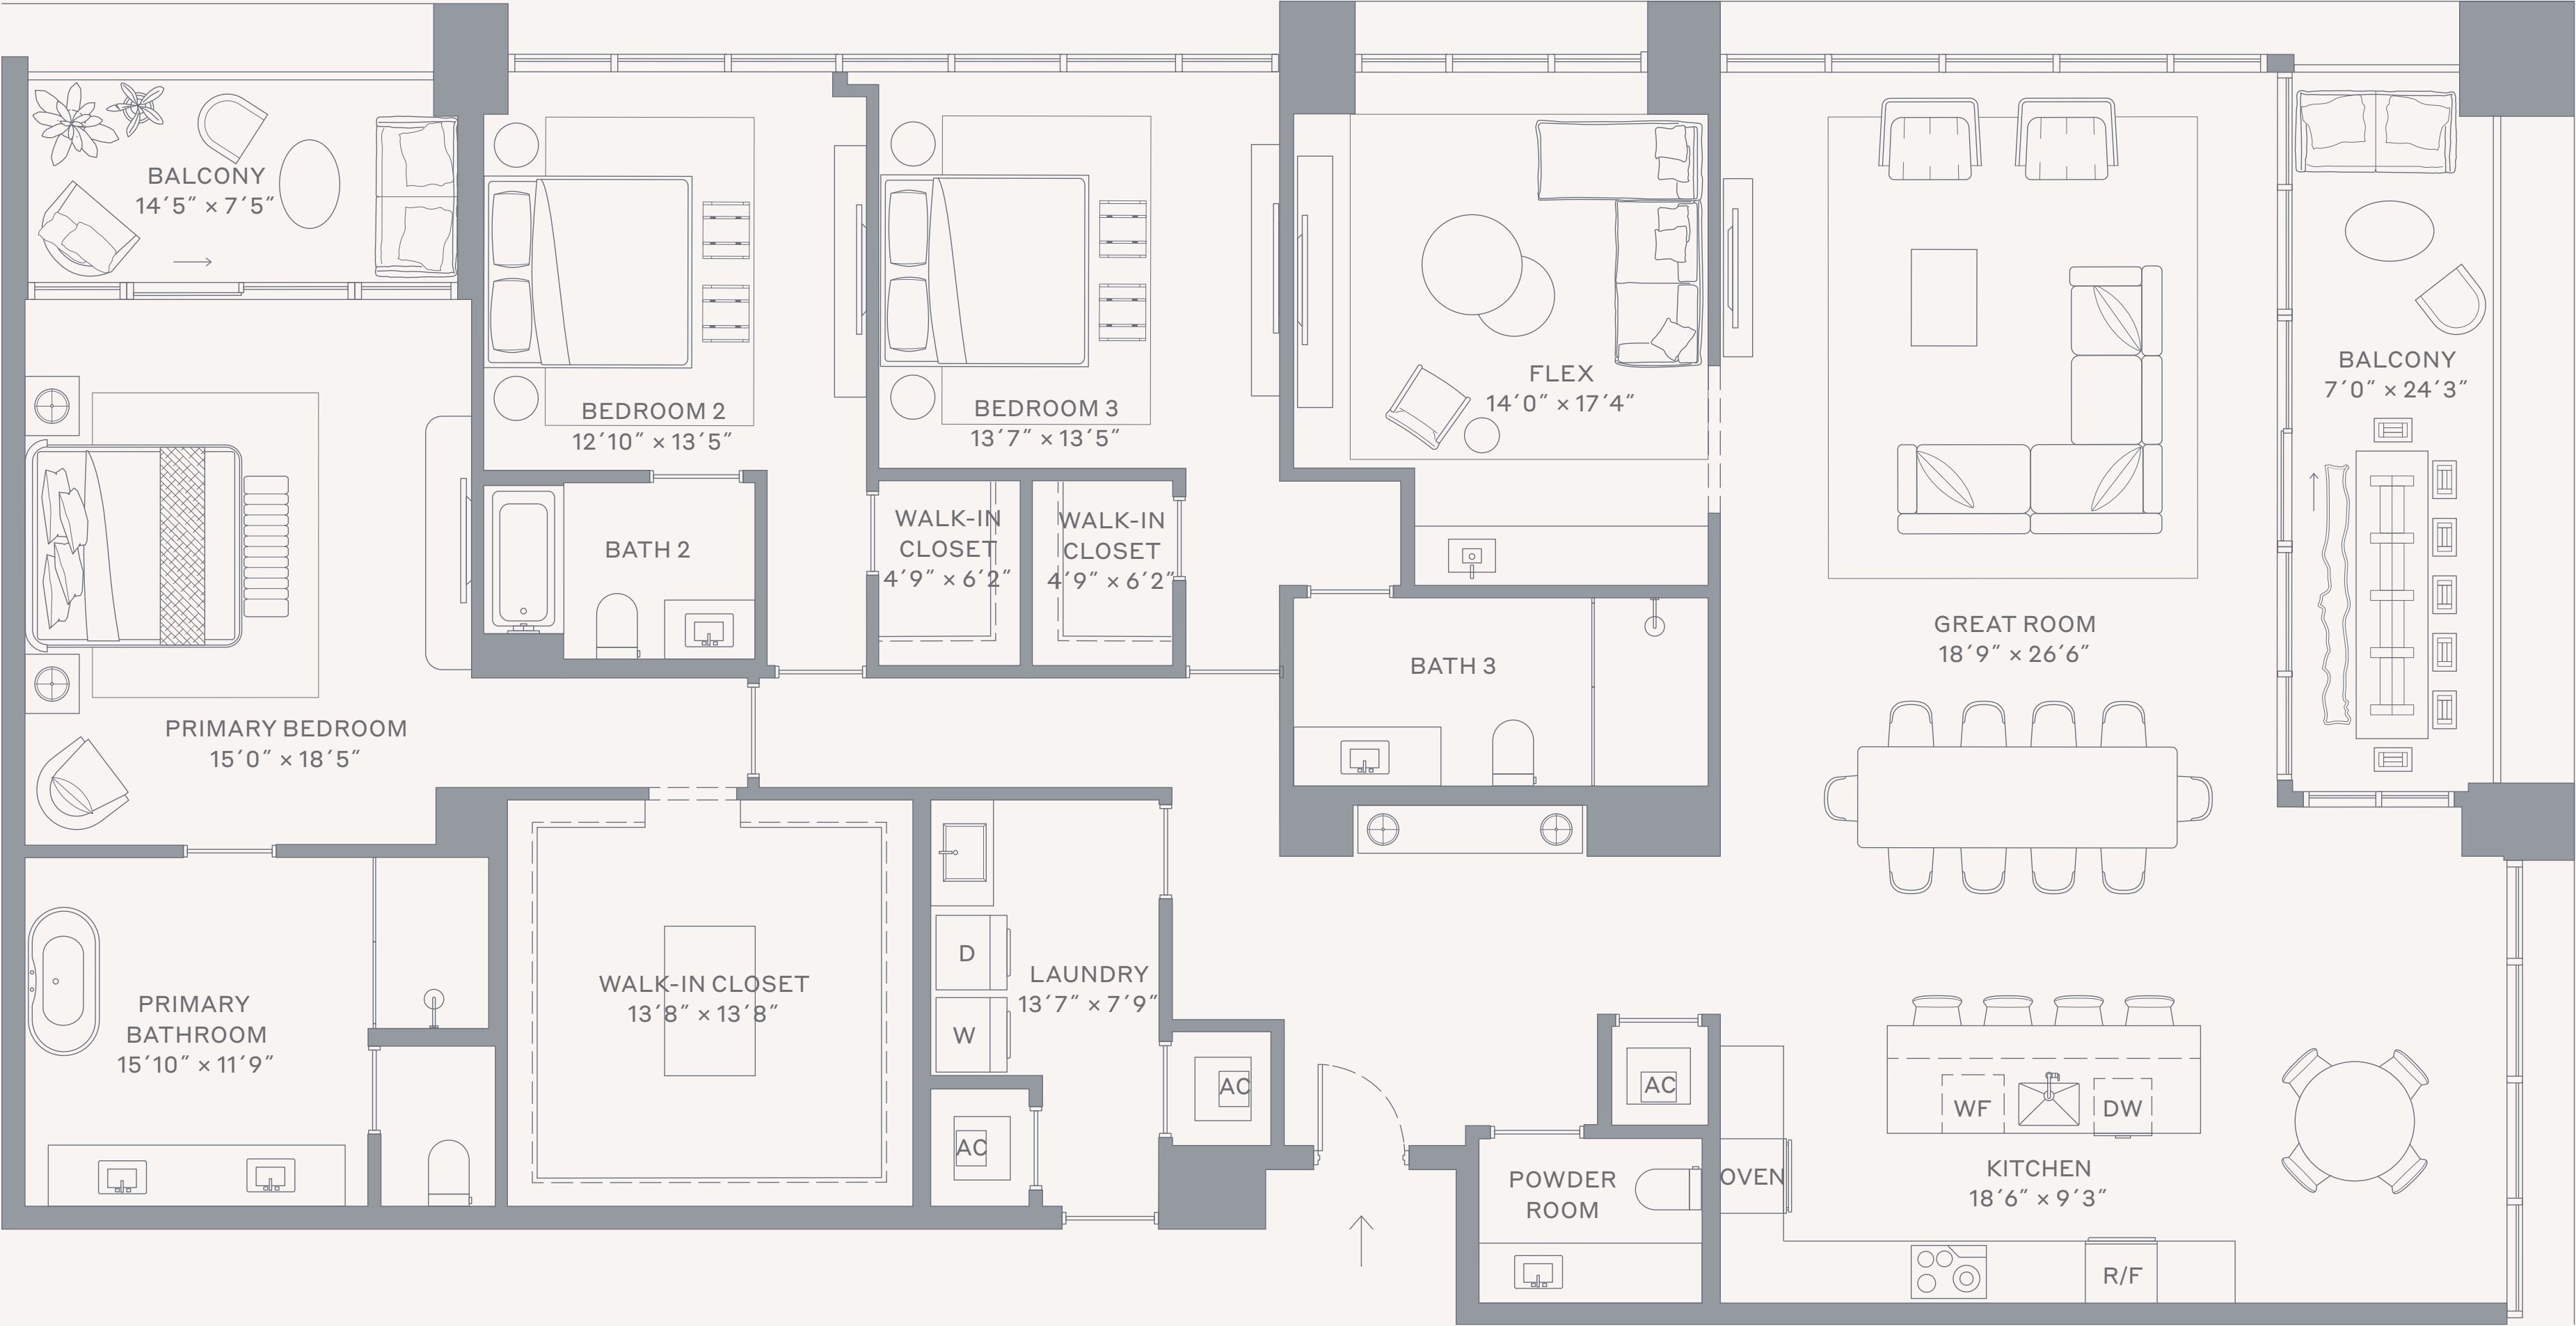 BALCONY
14′5″ × 7′5″
BEDROOM 2
12′10″ × 13′5″
BEDROOM 3
13′7″ × 13′5″
FLEX
14′0″ × 17′4″
BALCONY
7′0″ × 24′3″
BATH 2
WALK-IN
CLOSET
4′9″ × 6′2″
WALK-IN
CLOSET
4′9″ × 6′2″
GREAT ROOM
18′9″ × 26′6″
BATH 3
PRIMARY BEDROOM
15′0″ × 18′5″
PRIMARY
BATHROOM
15′10″ × 11′9″
WALK-IN CLOSET
13′8″ × 13′8″
D
W
LAUNDRY
13′7″ × 7′9″
AC
AC
AC
WF
DW
POWDER
ROOM
OVEN
KITCHEN
18′6″ × 9′3″
R/F